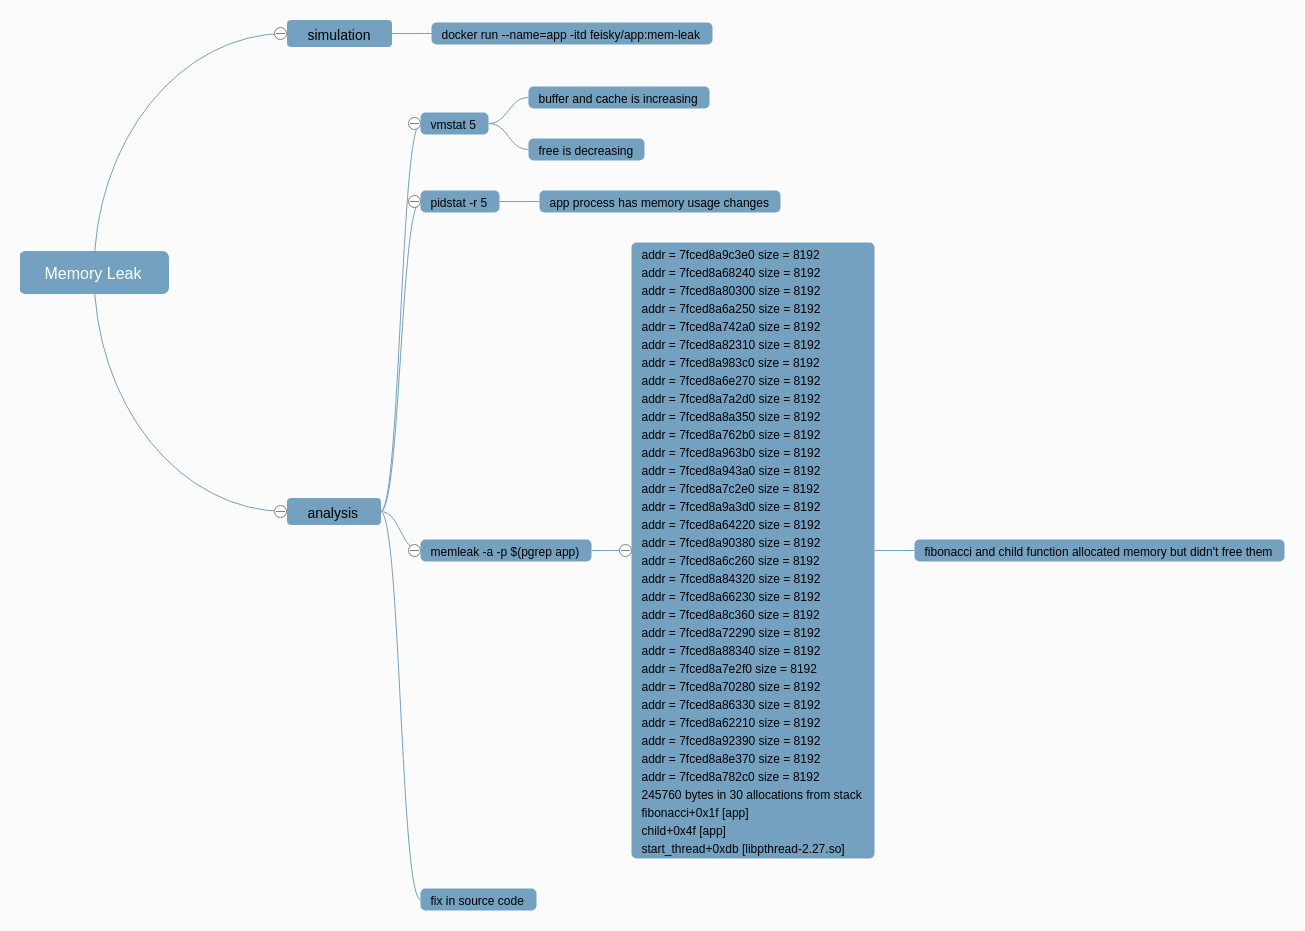 simulation
docker run --name=app -itd feisky/app:mem-leak
buffer and cache is increasing
vmstat 5
free is decreasing
pidstat -r 5
app process has memory usage changes
Memory Leak
analysis
memleak -a -p $(pgrep app)
addr = 7fced8a9c3e0 size = 8192
addr = 7fced8a68240 size = 8192
addr = 7fced8a80300 size = 8192
addr = 7fced8a6a250 size = 8192
addr = 7fced8a742a0 size = 8192
addr = 7fced8a82310 size = 8192
addr = 7fced8a983c0 size = 8192
addr = 7fced8a6e270 size = 8192
addr = 7fced8a7a2d0 size = 8192
addr = 7fced8a8a350 size = 8192
addr = 7fced8a762b0 size = 8192
addr = 7fced8a963b0 size = 8192
addr = 7fced8a943a0 size = 8192
addr = 7fced8a7c2e0 size = 8192
addr = 7fced8a9a3d0 size = 8192
addr = 7fced8a64220 size = 8192
addr = 7fced8a90380 size = 8192
addr = 7fced8a6c260 size = 8192
addr = 7fced8a84320 size = 8192
addr = 7fced8a66230 size = 8192
addr = 7fced8a8c360 size = 8192
addr = 7fced8a72290 size = 8192
addr = 7fced8a88340 size = 8192
addr = 7fced8a7e2f0 size = 8192
addr = 7fced8a70280 size = 8192
addr = 7fced8a86330 size = 8192
addr = 7fced8a62210 size = 8192
addr = 7fced8a92390 size = 8192
addr = 7fced8a8e370 size = 8192
addr = 7fced8a782c0 size = 8192
245760 bytes in 30 allocations from stack
fibonacci+0x1f [app]
child+0x4f [app]
start_thread+0xdb [libpthread-2.27.so]
fibonacci and child function allocated memory but didn't free them
fix in source code